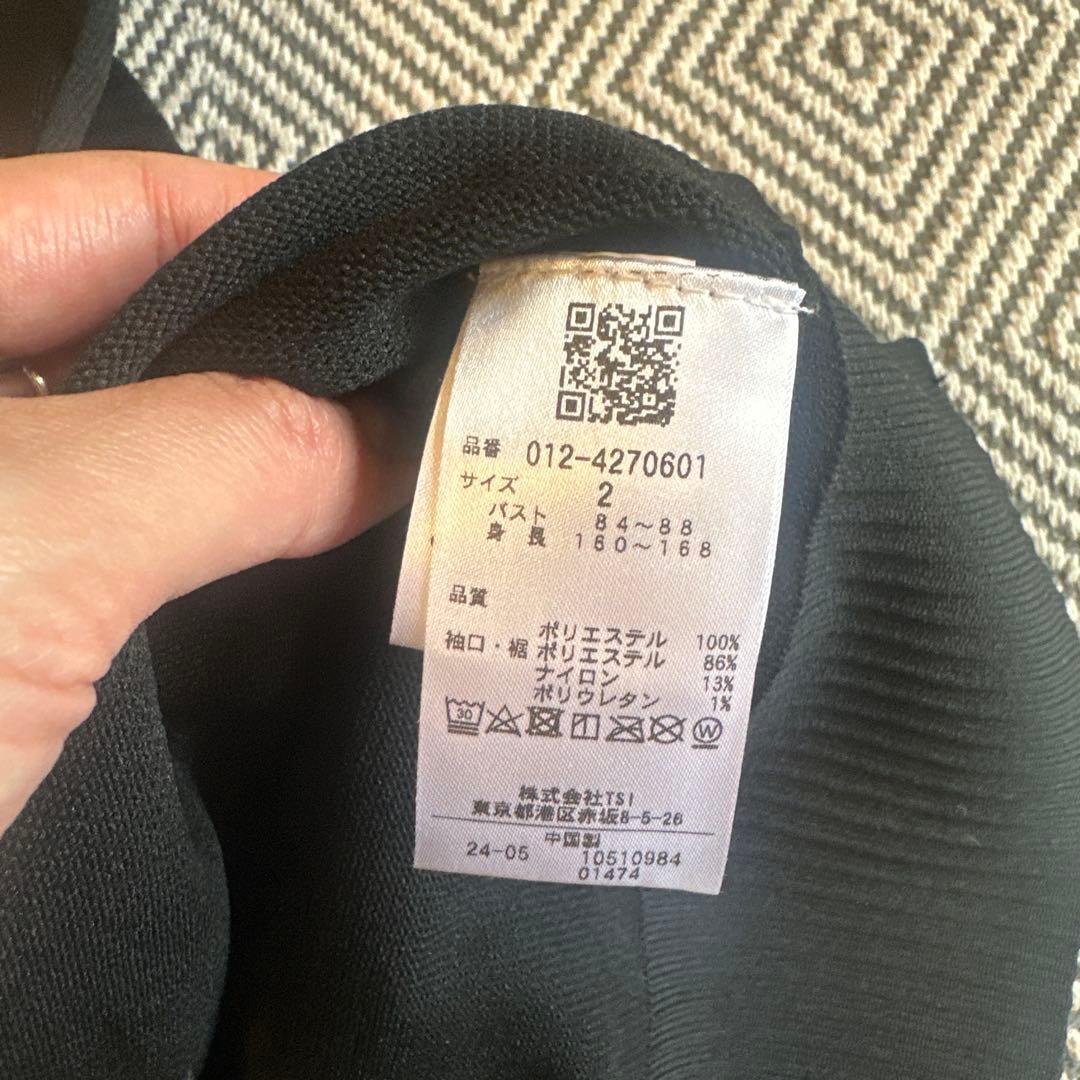 品番 012-4270601
サイズ 2
バスト 84～88
身長 160～168
品質
ポリエステル 100%
袖口・裾 ポリエステル 86%
ナイロン 13%
ポリウレタン 1%
30 W
株式会社TSI
東京都港区赤坂8-5-26
中国製
24-05 10510984
01474